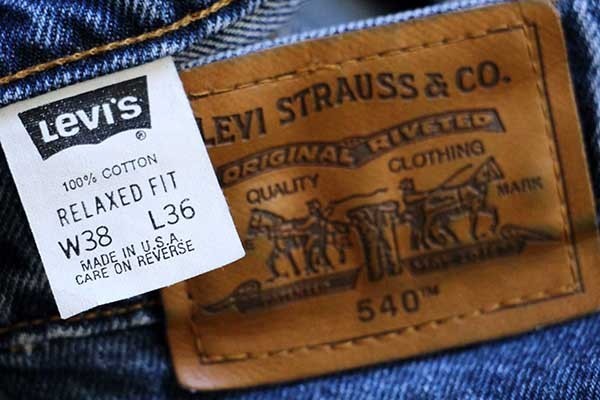 Levi's
®
100% COTTON
RELAXED FIT
W38 L36
MADE IN U.S.A.
CARE ON REVERSE
LEVI STRAUSS & CO.
ORIGINAL RIVETED
QUALITY CLOTHING
MARK
540™